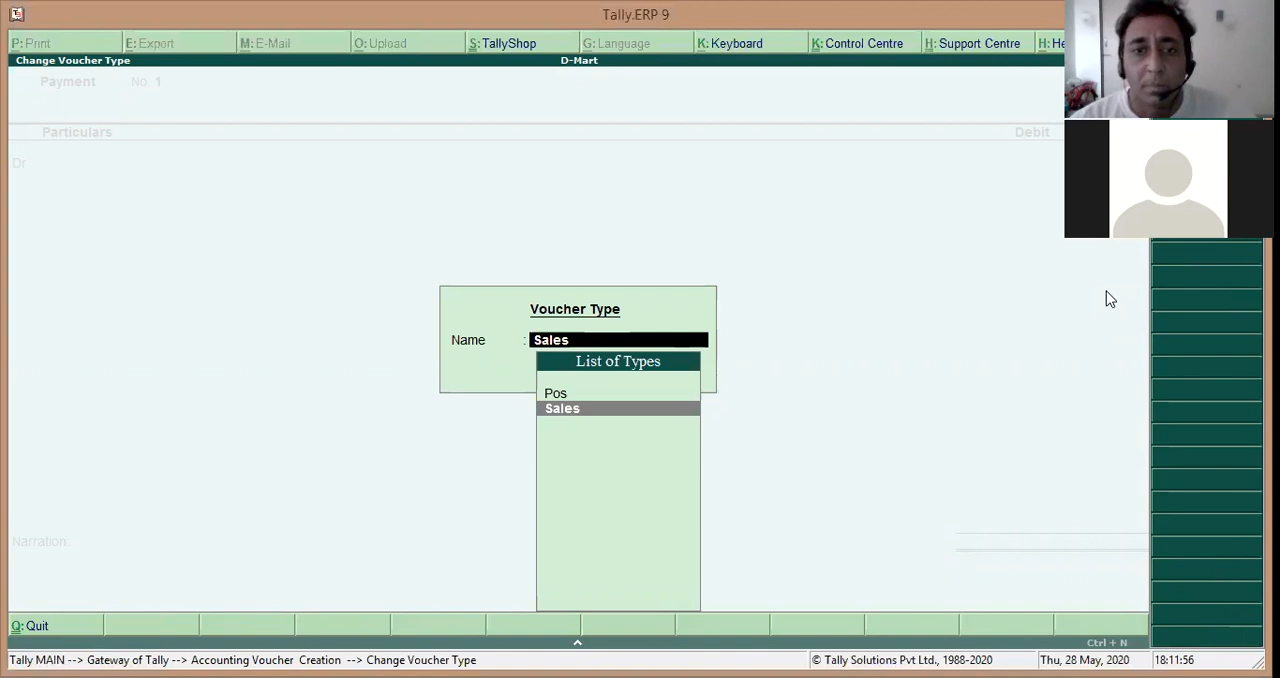 Tally.ERP 9
P: Print E: Export M: E-Mail O: Upload S: TallyShop G: Language K: Keyboard K: Control Centre H: Support Centre H: He
Change Voucher Type D-Mart
Payment No. 1
Particulars Debit
Dr
Voucher Type
Name : Sales
List of Types
Pos
Sales
Narration:
Q: Quit
Ctrl + N
Tally MAIN --> Gateway of Tally --> Accounting Voucher Creation --> Change Voucher Type © Tally Solutions Pvt Ltd., 1988-2020 Thu, 28 May, 2020 18:11:56